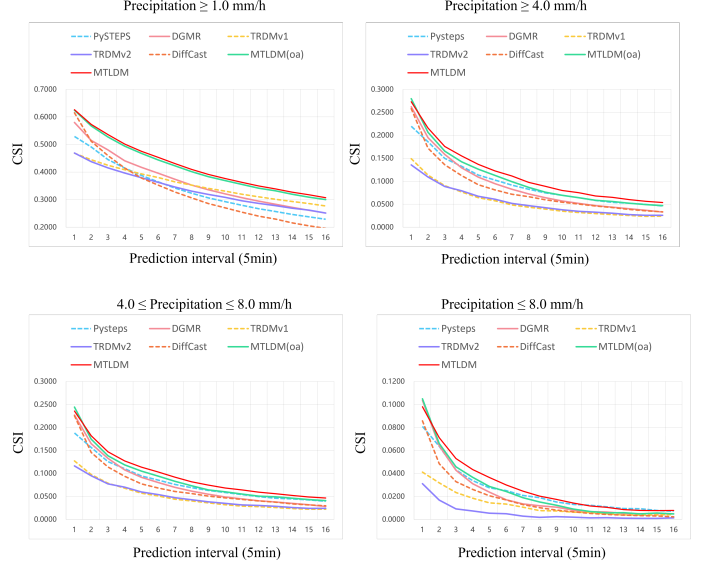 Precipitation ≥ 1.0 mm/h
PySTEPS DGMR TRDMv1
TRDMv2 DiffCast MTLDM(oa)
MTLDM
0.7000
0.6000
0.5000
0.4000
0.3000
0.2000
CSI
1 2 3 4 5 6 7 8 9 10 11 12 13 14 15 16
Prediction interval (5min)
Precipitation ≥ 4.0 mm/h
Pysteps DGMR TRDMv1
TRDMv2 DiffCast MTLDM(oa)
MTLDM
0.3000
0.2500
0.2000
0.1500
0.1000
0.0500
0.0000
CSI
1 2 3 4 5 6 7 8 9 10 11 12 13 14 15 16
Prediction interval (5min)
4.0 ≤ Precipitation ≤ 8.0 mm/h
Pysteps DGMR TRDMv1
TRDMv2 DiffCast MTLDM(oa)
MTLDM
0.3000
0.2500
0.2000
0.1500
0.1000
0.0500
0.0000
CSI
1 2 3 4 5 6 7 8 9 10 11 12 13 14 15 16
Prediction interval (5min)
Precipitation ≤ 8.0 mm/h
Pysteps DGMR TRDMv1
TRDMv2 DiffCast MTLDM(oa)
MTLDM
0.1200
0.1000
0.0800
0.0600
0.0400
0.0200
0.0000
CSI
1 2 3 4 5 6 7 8 9 10 11 12 13 14 15 16
Prediction interval (5min)